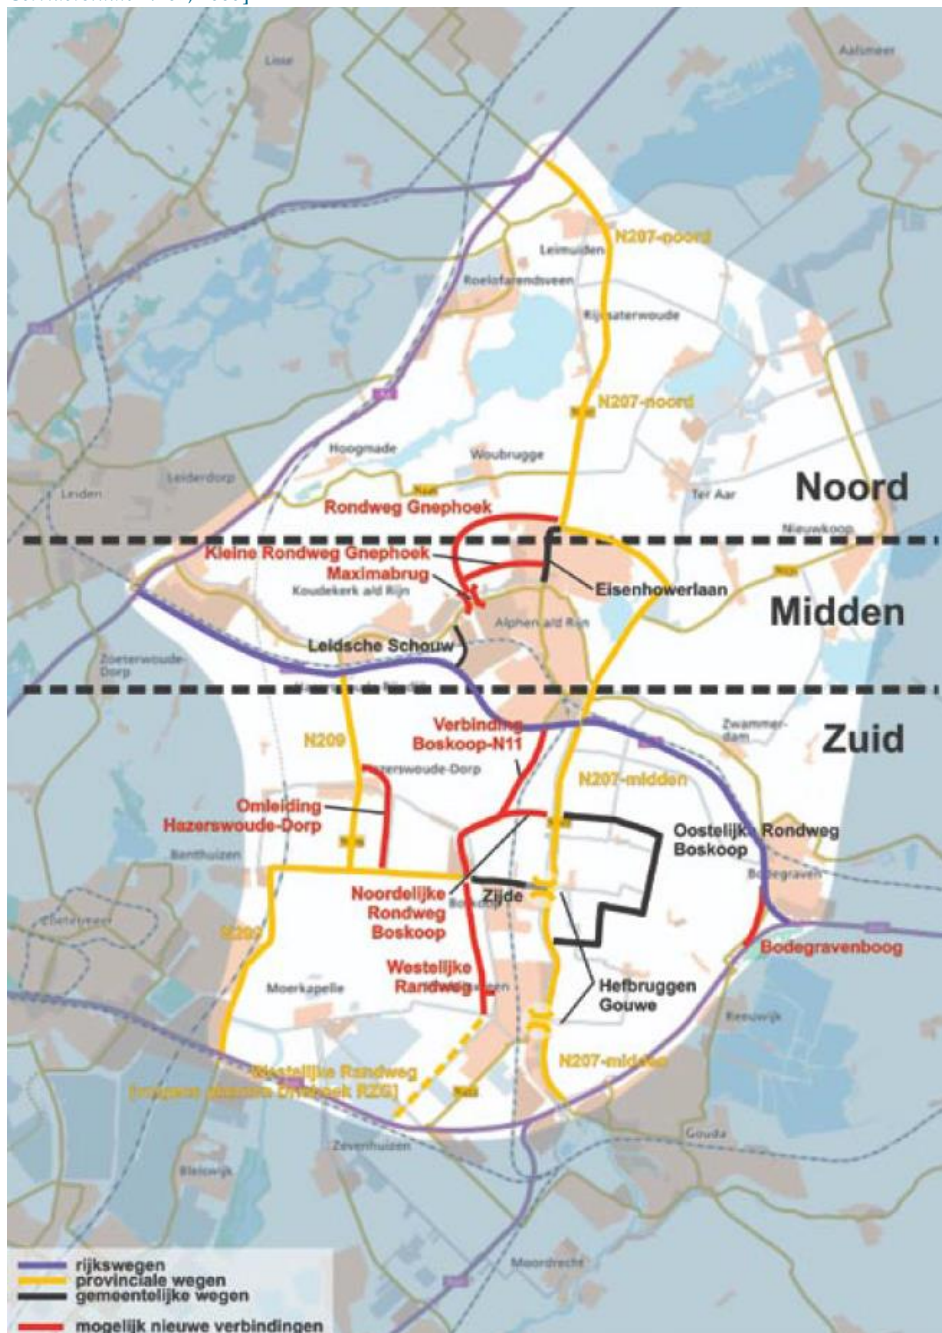 Lisse
Aalsmeer
N207-noord
Leimuiden
Roelofarendsveen
Rijnsaterwoude
N207-noord
Hoogmade
Woubrugge
Leiderdorp
Leiden
Ter Aar
Noord
Rondweg Gnephoek
Nieuwkoop
Kleine Rondweg Gnephoek
Maximabrug
Eisenhowerlaan
Koudekerk a/d Rijn
Alphen a/d Rijn
Midden
Leidsche Schouw
Zoeterwoude-
Dorp
Verbinding
Boskoop-N11
Zwammer-
dam
Zuid
N209
Hazerswoude-Dorp
N207-midden
Omleiding
Hazerswoude-Dorp
Oostelijke Rondweg
Boskoop
Benthuizen
Bodegraven
Noordelijke
Rondweg
Boskoop
Zijde
Zoetermeer
Bodegravenboog
Westelijke
Randweg
Hefbruggen
Gouwe
Moerkapelle
Reeuwijk
N207-midden
Westelijke Randweg
Zevenhuizen
Gouda
Bleiswijk
Moordrecht
rijkswegen
provinciale wegen
gemeentelijke wegen
mogelijk nieuwe verbindingen